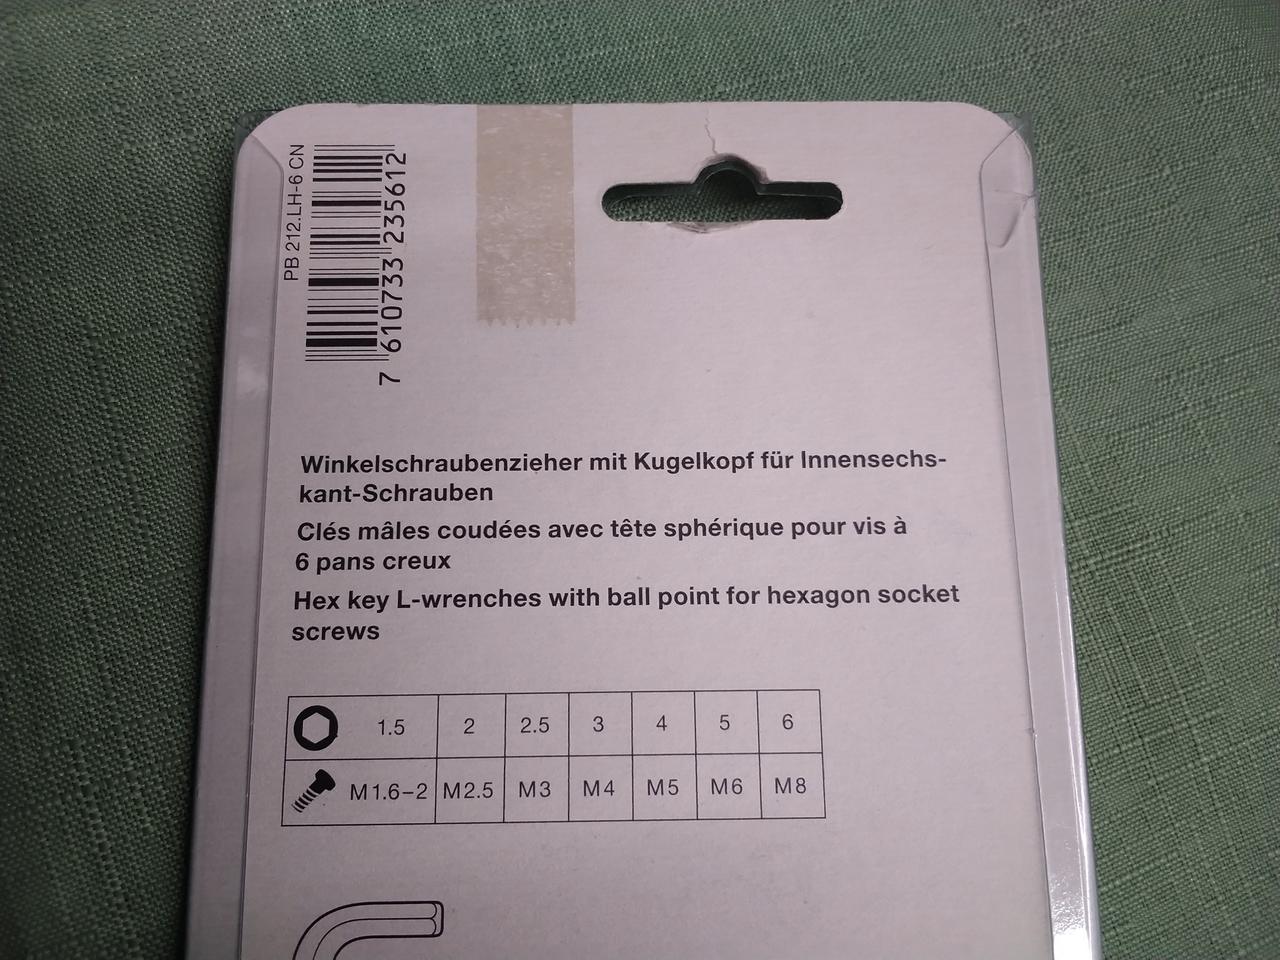 PB 212.LH-6 CN
7 610733 235612
Winkelschraubenzieher mit Kugelkopf für Innensechs-
kant-Schrauben
Clés mâles coudées avec tête sphérique pour vis à
6 pans creux
Hex key L-wrenches with ball point for hexagon socket
screws
1.5 2 2.5 3 4 5 6
M1.6–2 M2.5 M3 M4 M5 M6 M8